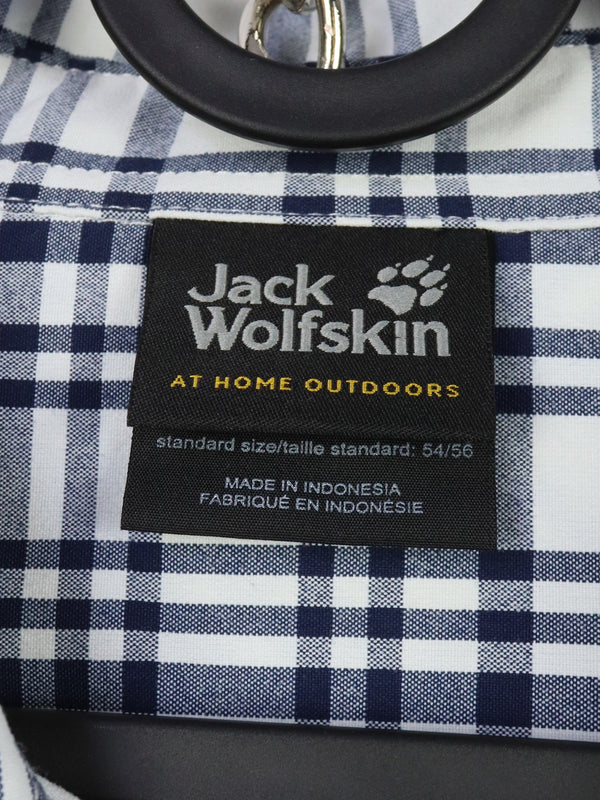 Jack
Wolfskin
AT HOME OUTDOORS
standard size/taille standard: 54/56
MADE IN INDONESIA
FABRIQUÉ EN INDONÉSIE